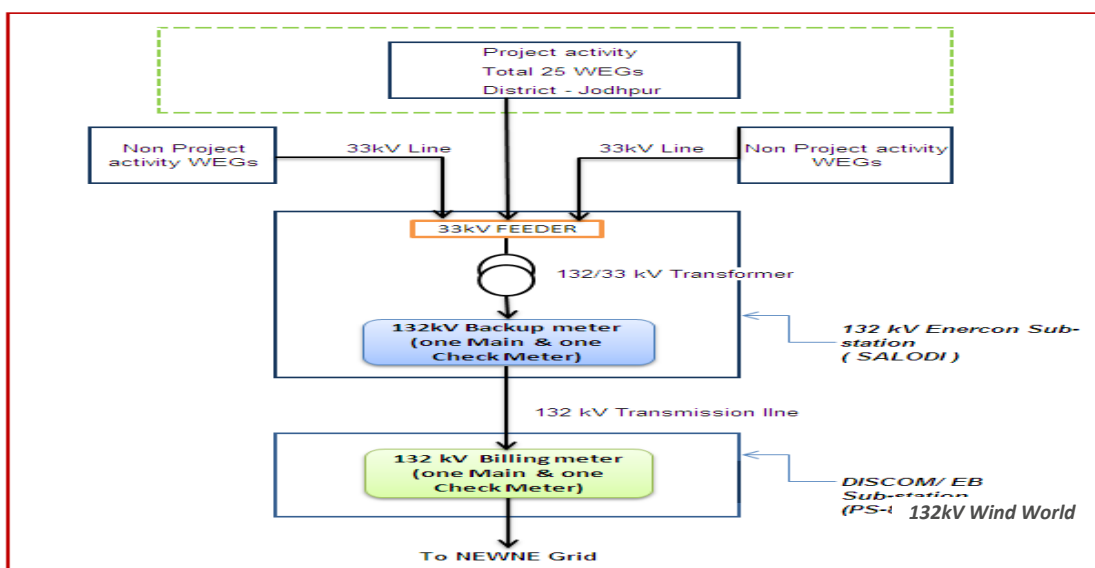 Project activity
Total 25 WEGs
District - Jodhpur
Non Project
activity WEGs
33kV Line
33kV Line
Non Project activity
WEGs
33kV FEEDER
132/33 kV Transformer
132kV Backup meter
(one Main & one
Check Meter)
132 kV Enercon Sub-
station
( SALODI )
132 kV Transmission lIne
132 kV Billing meter
(one Main & one
Check Meter)
DISCOM/ EB
Sub-station
132kV Wind World
To NEWNE Grid